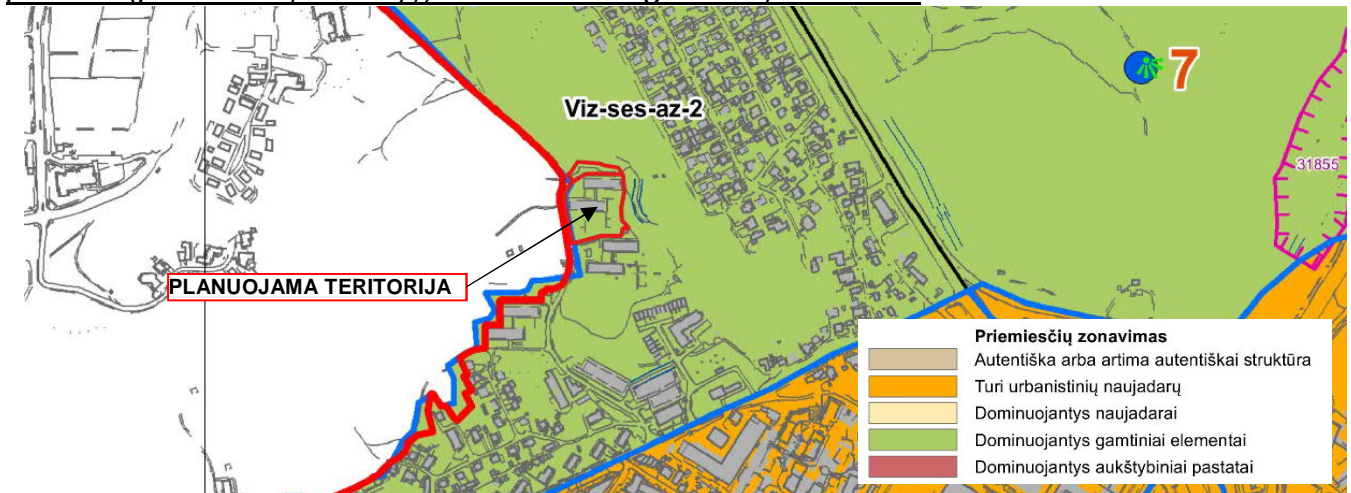 7
Viz-ses-az-2
31855
PLANUOJAMA TERITORIJA
Priemiesčių zonavimas
Autentiška arba artima autentiškai struktūra
Turi urbanistinių naujadarų
Dominuojantys naujadarai
Dominuojantys gamtiniai elementai
Dominuojantys aukštybiniai pastatai